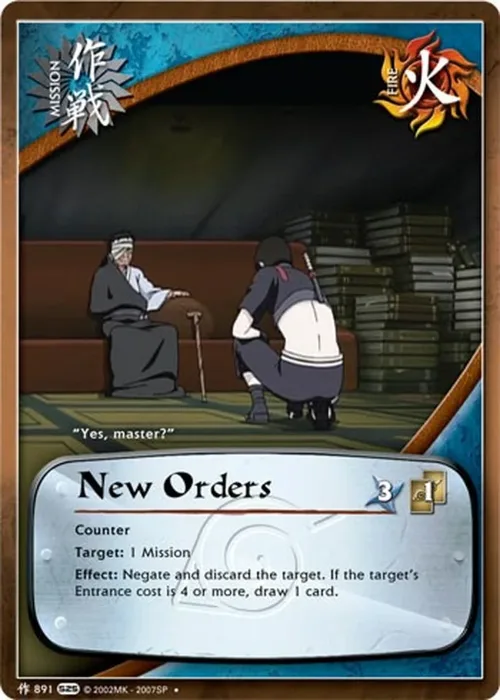 MISSION
作戦
FIRE
火
"Yes, master?"
New Orders
3
1
Counter
Target: 1 Mission
Effect: Negate and discard the target. If the target's
Entrance cost is 4 or more, draw 1 card.
作 891 S25 © 2002MK - 2007SP •